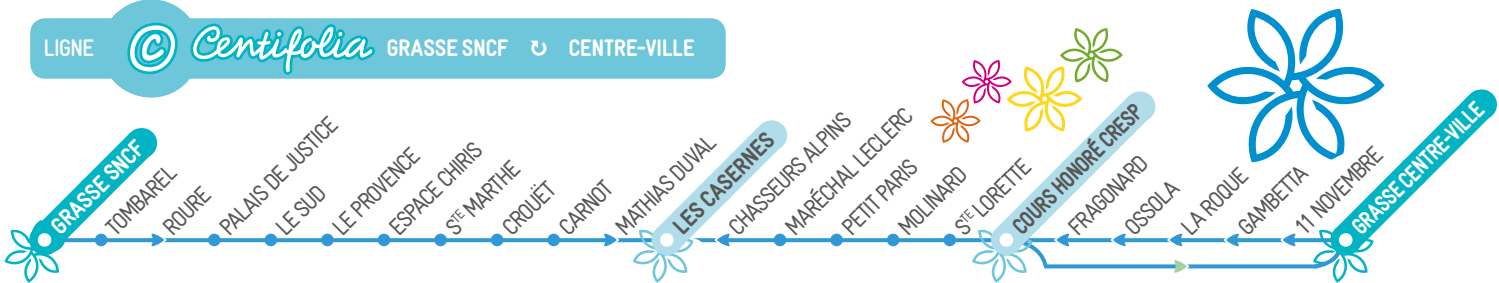 LIGNE C Centifolia GRASSE SNCF ↻ CENTRE-VILLE
GRASSE SNCF
TOMBAREL
ROURE
PALAIS DE JUSTICE
LE SUD
LE PROVENCE
ESPACE CHIRIS
STE MARTHE
CROUËT
CARNOT
MATHIAS DUVAL
LES CASERNES
CHASSEURS ALPINS
MARÉCHAL LECLERC
PETIT PARIS
MOLINARD
STE LORETTE
COURS HONORÉ CRESP
FRAGONARD
OSSOLA
LA ROQUE
GAMBETTA
11 NOVEMBRE
GRASSE CENTRE-VILLE